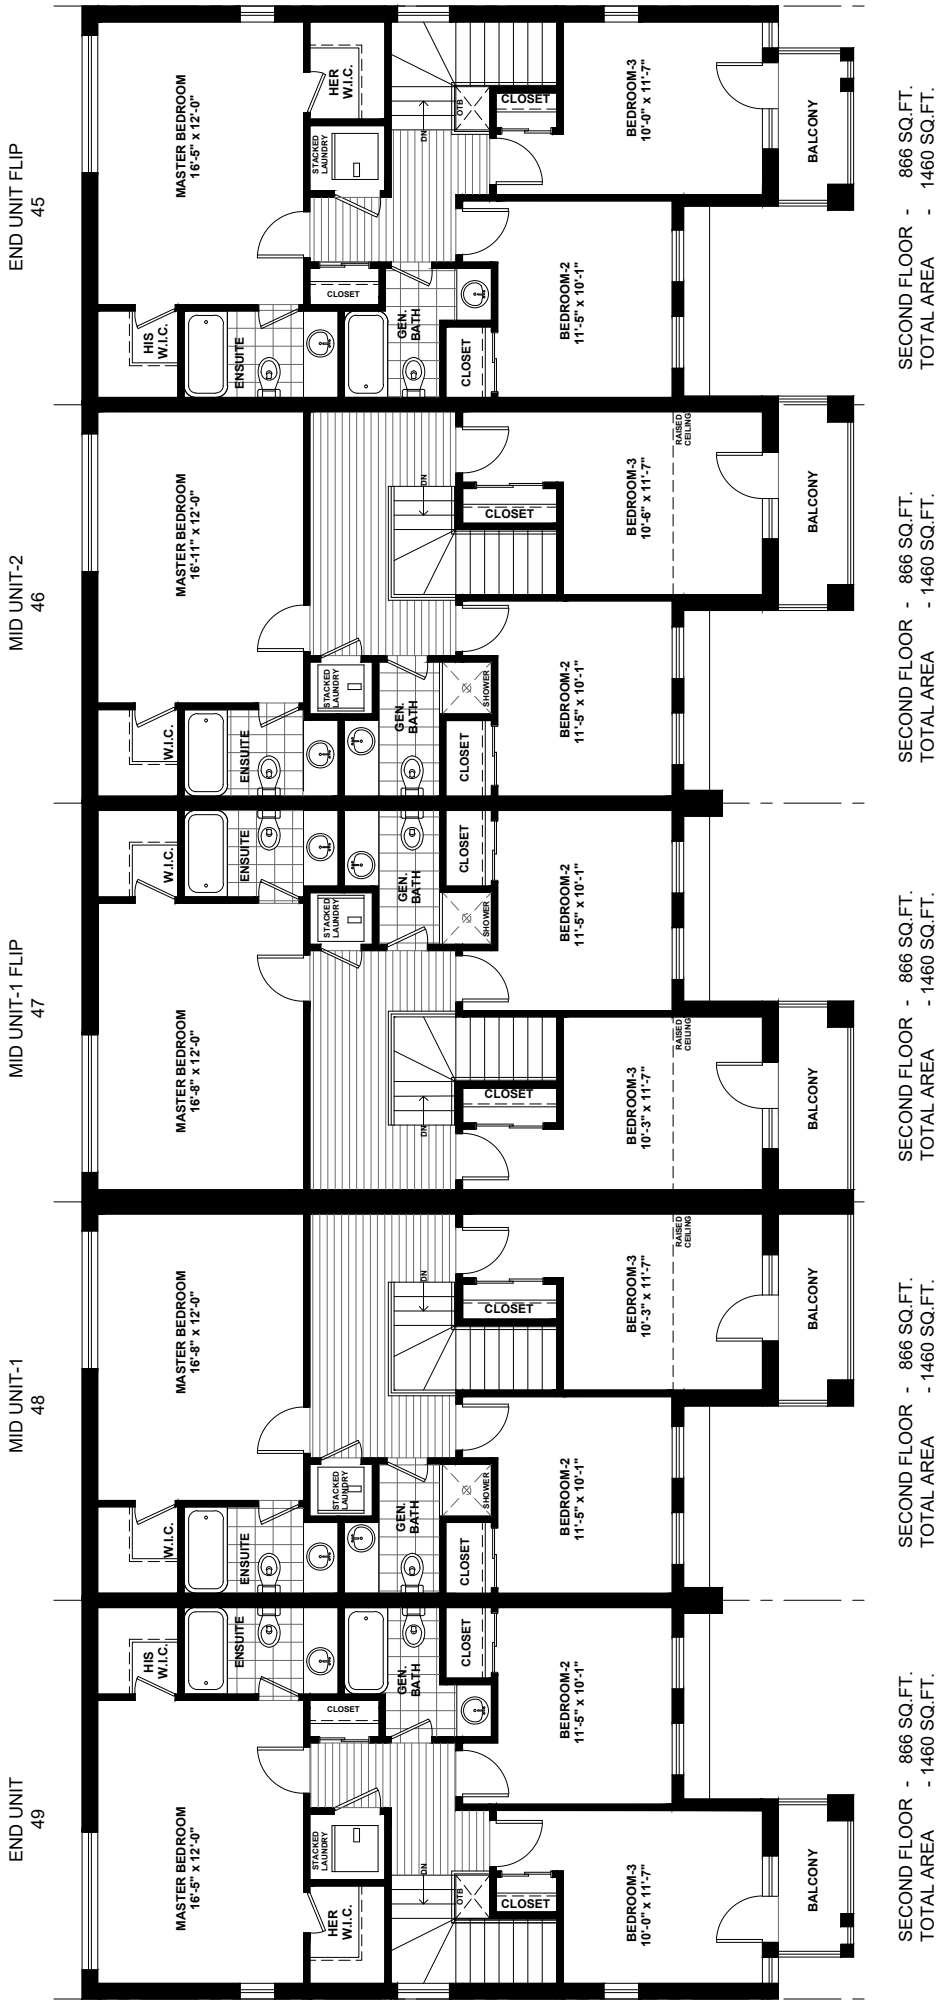 END UNIT FLIP
45
MASTER BEDROOM
16'-5" x 12'-0"
HER
W.I.C.
STACKED
LAUNDRY
DN
OTB
CLOSET
BEDROOM-3
10'-0" x 11'-7"
BALCONY
HIS
W.I.C.
ENSUITE
CLOSET
GEN.
BATH
CLOSET
BEDROOM-2
11'-5" x 10'-1"
SECOND FLOOR - 866 SQ.FT.
TOTAL AREA - 1460 SQ.FT.
MID UNIT-2
46
MASTER BEDROOM
16'-11" x 12'-0"
DN
CLOSET
BEDROOM-3
10'-6" x 11'-7"
RAISED
CEILING
BALCONY
W.I.C.
ENSUITE
STACKED
LAUNDRY
GEN.
BATH
SHOWER
CLOSET
BEDROOM-2
11'-5" x 10'-1"
SECOND FLOOR - 866 SQ.FT.
TOTAL AREA - 1460 SQ.FT.
MID UNIT-1 FLIP
47
W.I.C.
ENSUITE
STACKED
LAUNDRY
GEN.
BATH
CLOSET
SHOWER
BEDROOM-2
11'-5" x 10'-1"
MASTER BEDROOM
16'-8" x 12'-0"
DN
CLOSET
BEDROOM-3
10'-3" x 11'-7"
RAISED
CEILING
BALCONY
SECOND FLOOR - 866 SQ.FT.
TOTAL AREA - 1460 SQ.FT.
MID UNIT-1
48
MASTER BEDROOM
16'-8" x 12'-0"
DN
CLOSET
BEDROOM-3
10'-3" x 11'-7"
RAISED
CEILING
BALCONY
W.I.C.
ENSUITE
STACKED
LAUNDRY
GEN.
BATH
SHOWER
CLOSET
BEDROOM-2
11'-5" x 10'-1"
SECOND FLOOR - 866 SQ.FT.
TOTAL AREA - 1460 SQ.FT.
END UNIT
49
HIS
W.I.C.
ENSUITE
CLOSET
GEN.
BATH
CLOSET
BEDROOM-2
11'-5" x 10'-1"
MASTER BEDROOM
16'-5" x 12'-0"
STACKED
LAUNDRY
HER
W.I.C.
DN
OTB
CLOSET
BEDROOM-3
10'-0" x 11'-7"
BALCONY
SECOND FLOOR - 866 SQ.FT.
TOTAL AREA - 1460 SQ.FT.